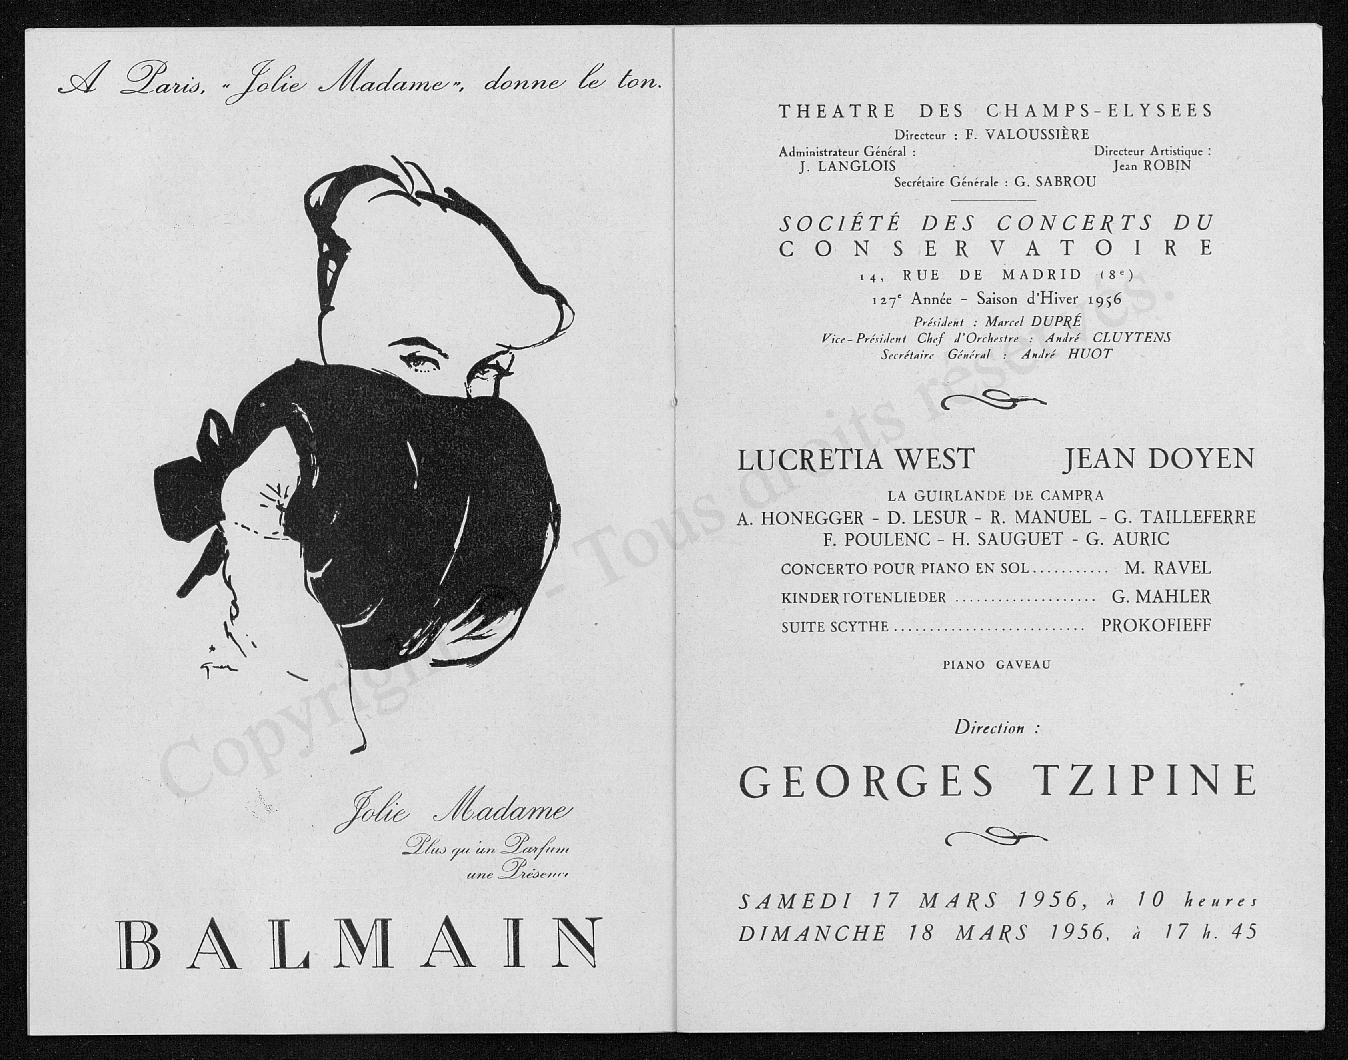 A Paris, "Jolie Madame", donne le ton.
Jolie Madame
Plus qu'un Parfum
une Présence
BALMAIN
THEATRE DES CHAMPS-ELYSEES
Directeur : F. VALOUSSIÈRE
Administrateur Général : Directeur Artistique :
J. LANGLOIS Jean ROBIN
Secrétaire Générale : G. SABROU
SOCIÉTÉ DES CONCERTS DU
CONSERVATOIRE
14, RUE DE MADRID (8e)
127e Année - Saison d'Hiver 1956
Président : Marcel DUPRÉ
Vice-Président Chef d'Orchestre : André CLUYTENS
Secrétaire Général : André HUOT
LUCRETIA WEST JEAN DOYEN
LA GUIRLANDE DE CAMPRA
A. HONEGGER - D. LESUR - R. MANUEL - G. TAILLEFERRE
F. POULENC - H. SAUGUET - G. AURIC
CONCERTO POUR PIANO EN SOL........... M. RAVEL
KINDERTOTENLIEDER .................... G. MAHLER
SUITE SCYTHE........................... PROKOFIEFF
PIANO GAVEAU
Direction :
GEORGES TZIPINE
SAMEDI 17 MARS 1956, à 10 heures
DIMANCHE 18 MARS 1956, à 17 h. 45
Copyright © - Tous droits réservés.